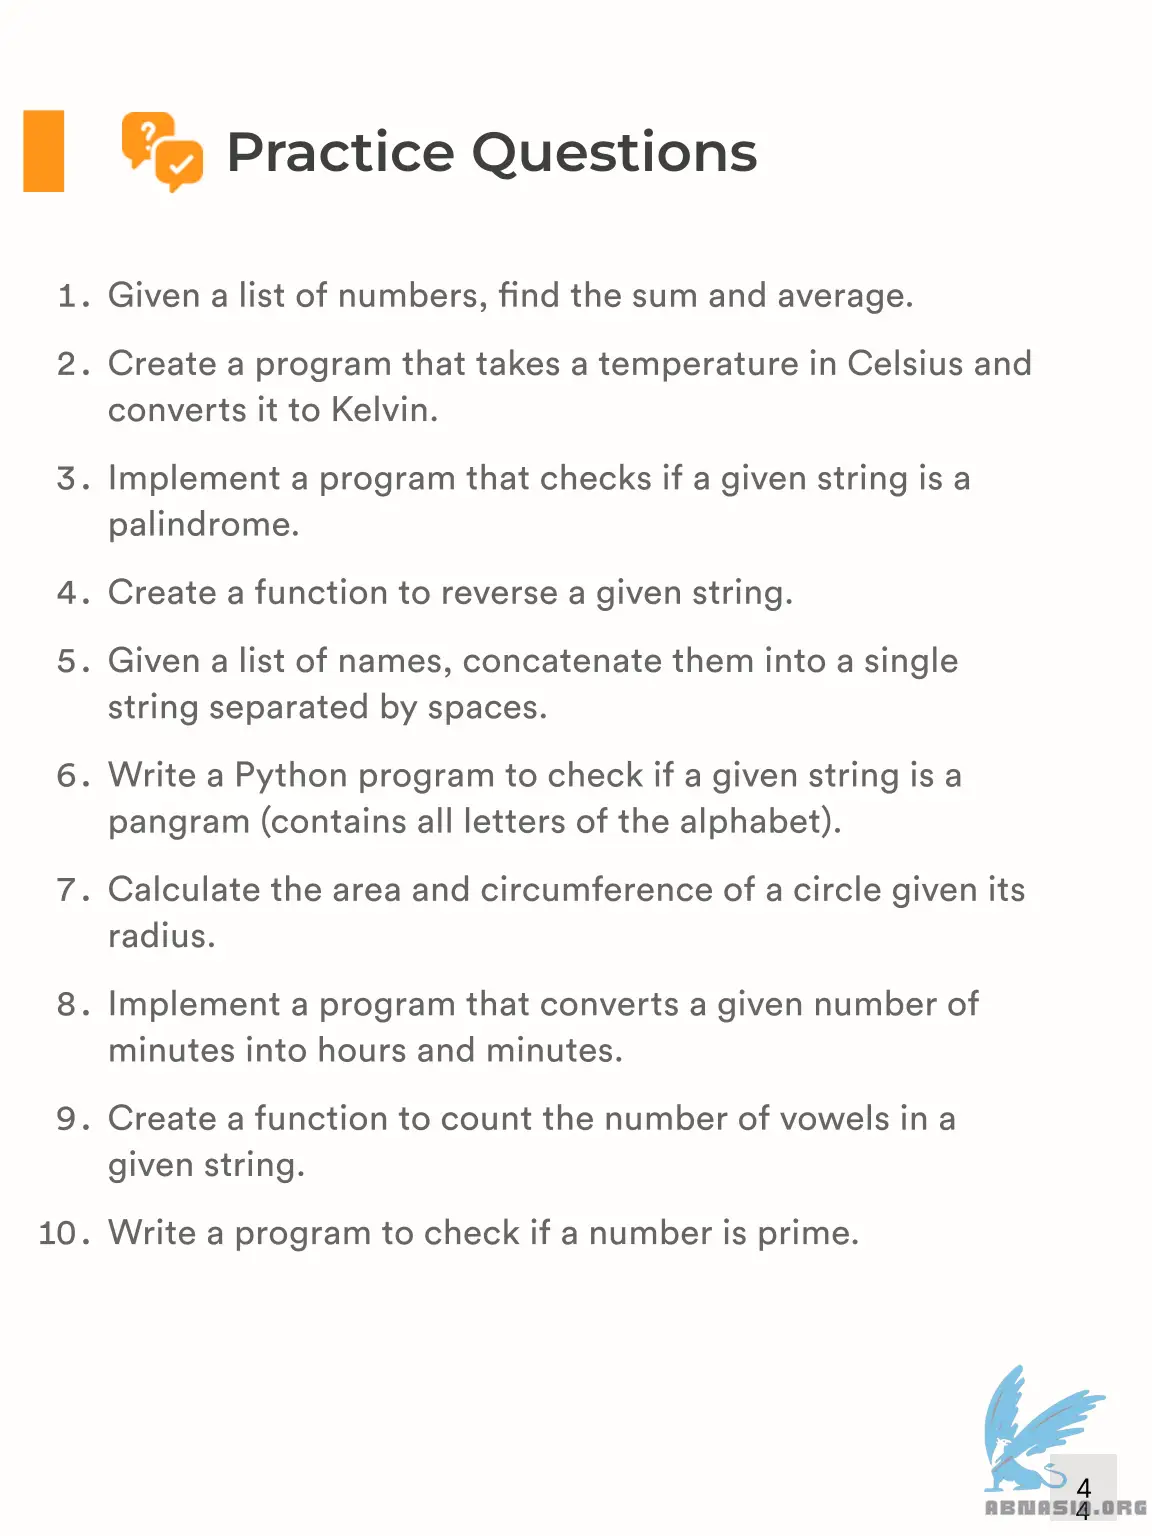 Practice Questions
1. Given a list of numbers, find the sum and average.
2. Create a program that takes a temperature in Celsius and
converts it to Kelvin.
3. Implement a program that checks if a given string is a
palindrome.
4. Create a function to reverse a given string.
5. Given a list of names, concatenate them into a single
string separated by spaces.
6. Write a Python program to check if a given string is a
pangram (contains all letters of the alphabet).
7. Calculate the area and circumference of a circle given its
radius.
8. Implement a program that converts a given number of
minutes into hours and minutes.
9. Create a function to count the number of vowels in a
given string.
10. Write a program to check if a number is prime.
4
ABNASIA.ORG
4